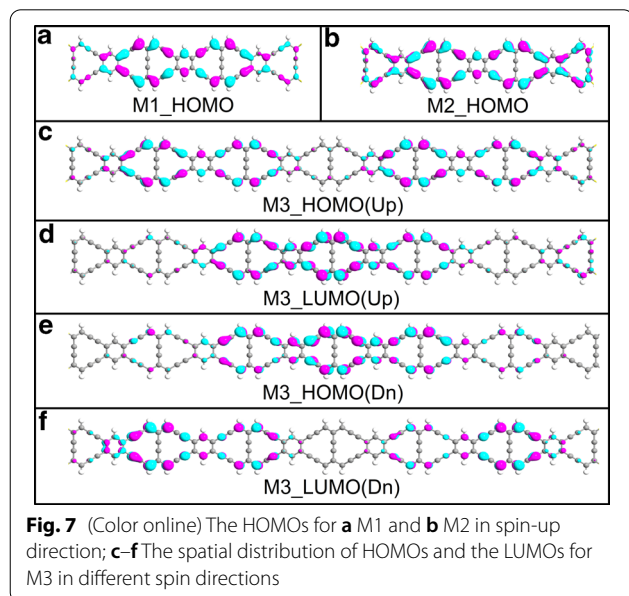 a
M1_HOMO
b
M2_HOMO
c
M3_HOMO(Up)
d
M3_LUMO(Up)
e
M3_HOMO(Dn)
f
M3_LUMO(Dn)
Fig. 7 (Color online) The HOMOs for a M1 and b M2 in spin-up
direction; c–f The spatial distribution of HOMOs and the LUMOs for
M3 in different spin directions